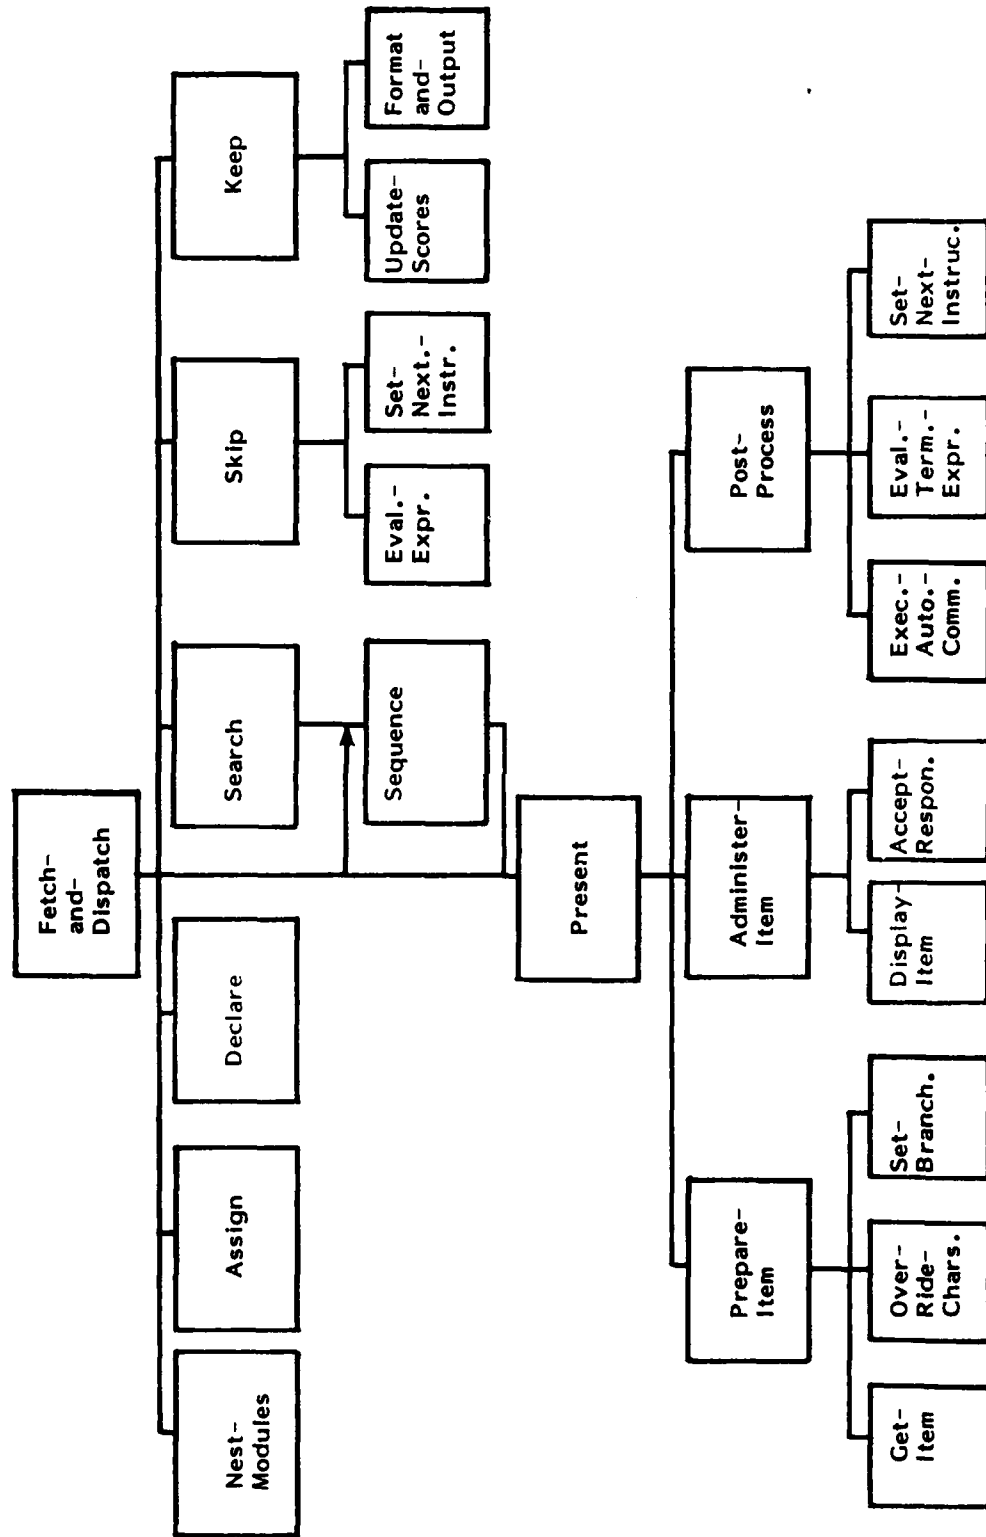 Fetch-
and-
Dispatch
Nest-
Modules
Assign
Declare
Search
Skip
Keep
Sequence
Eval.-
Expr.
Set-
Next.-
Instr.
Update-
Scores
Format
and-
Output
Present
Prepare-
Item
Administer-
Item
Post-
Process
Get-
Item
Over-
Ride-
Chars.
Set-
Branch.
Display-
Item
Accept-
Respon.
Exec.-
Auto.-
Comm.
Eval.-
Term.-
Expr.
Set-
Next-
Instruc.